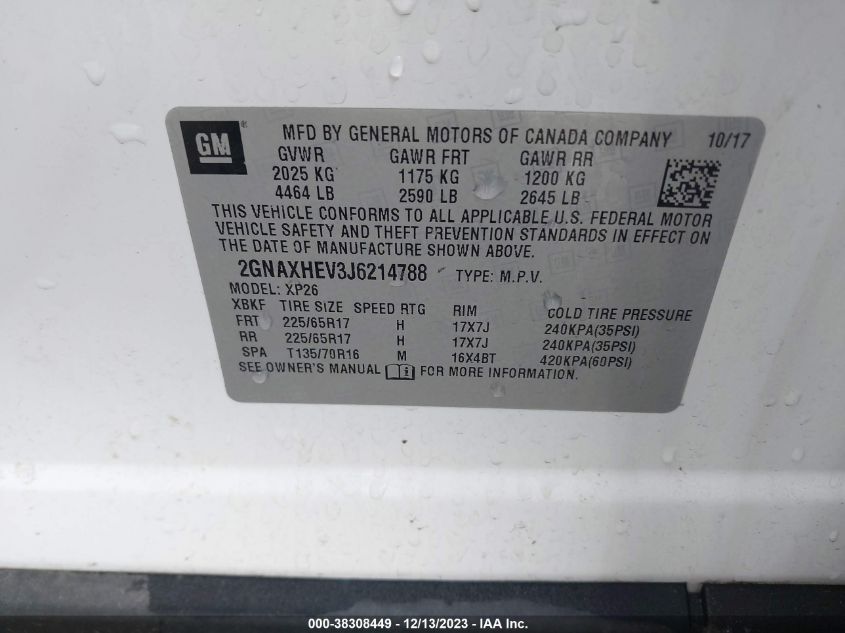 GM ® MFD BY GENERAL MOTORS OF CANADA COMPANY 10/17
GVWR GAWR FRT GAWR RR
2025 KG 1175 KG 1200 KG
4464 LB 2590 LB 2645 LB
THIS VEHICLE CONFORMS TO ALL APPLICABLE U.S. FEDERAL MOTOR
VEHICLE SAFETY AND THEFT PREVENTION STANDARDS IN EFFECT ON
THE DATE OF MANUFACTURE SHOWN ABOVE.
2GNAXHEV3J6214788 TYPE: M.P.V.
MODEL: XP26
XBKF TIRE SIZE SPEED RTG RIM COLD TIRE PRESSURE
FRT 225/65R17 H 17X7J 240KPA(35PSI)
RR 225/65R17 H 17X7J 240KPA(35PSI)
SPA T135/70R16 M 16X4BT 420KPA(60PSI)
SEE OWNER'S MANUAL FOR MORE INFORMATION.
000-38308449 - 12/13/2023 - IAA Inc.